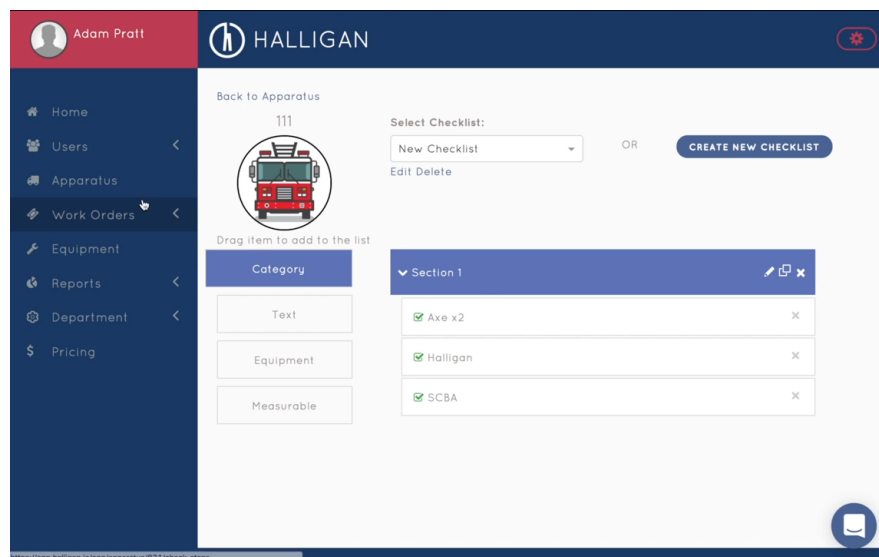 Adam Pratt
HALLIGAN
Home
Users
Apparatus
Work Orders
Equipment
Reports
Department
$ Pricing
Back to Apparatus
111
Select Checklist:
New Checklist
OR
CREATE NEW CHECKLIST
Edit Delete
Drag item to add to the list
Category
Text
Equipment
Measurable
Section 1
Axe x2
Halligan
SCBA